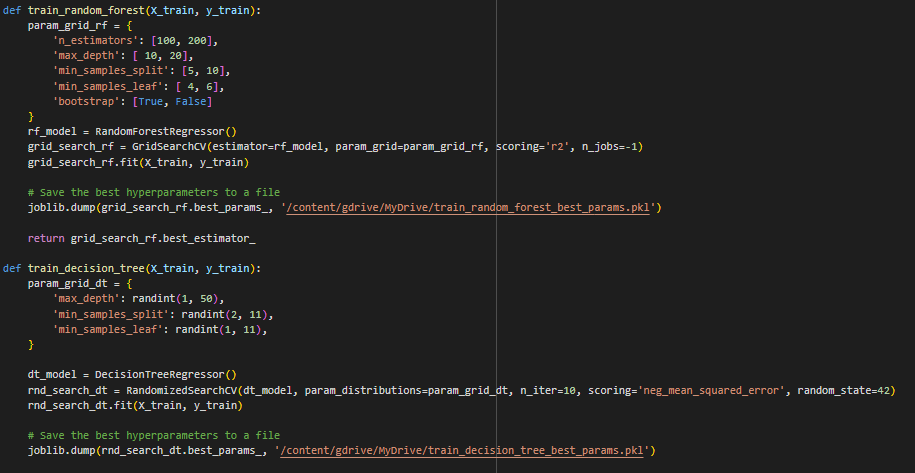 def train_random_forest(X_train, y_train):
    param_grid_rf = {
        'n_estimators': [100, 200],
        'max_depth': [ 10, 20],
        'min_samples_split': [5, 10],
        'min_samples_leaf': [ 4, 6],
        'bootstrap': [True, False]
    }
    rf_model = RandomForestRegressor()
    grid_search_rf = GridSearchCV(estimator=rf_model, param_grid=param_grid_rf, scoring='r2', n_jobs=-1)
    grid_search_rf.fit(X_train, y_train)

    # Save the best hyperparameters to a file
    joblib.dump(grid_search_rf.best_params_, '/content/gdrive/MyDrive/train_random_forest_best_params.pkl')

    return grid_search_rf.best_estimator_

def train_decision_tree(X_train, y_train):
    param_grid_dt = {
        'max_depth': randint(1, 50),
        'min_samples_split': randint(2, 11),
        'min_samples_leaf': randint(1, 11),
    }

    dt_model = DecisionTreeRegressor()
    rnd_search_dt = RandomizedSearchCV(dt_model, param_distributions=param_grid_dt, n_iter=10, scoring='neg_mean_squared_error', random_state=42)
    rnd_search_dt.fit(X_train, y_train)

    # Save the best hyperparameters to a file
    joblib.dump(rnd_search_dt.best_params_, '/content/gdrive/MyDrive/train_decision_tree_best_params.pkl')